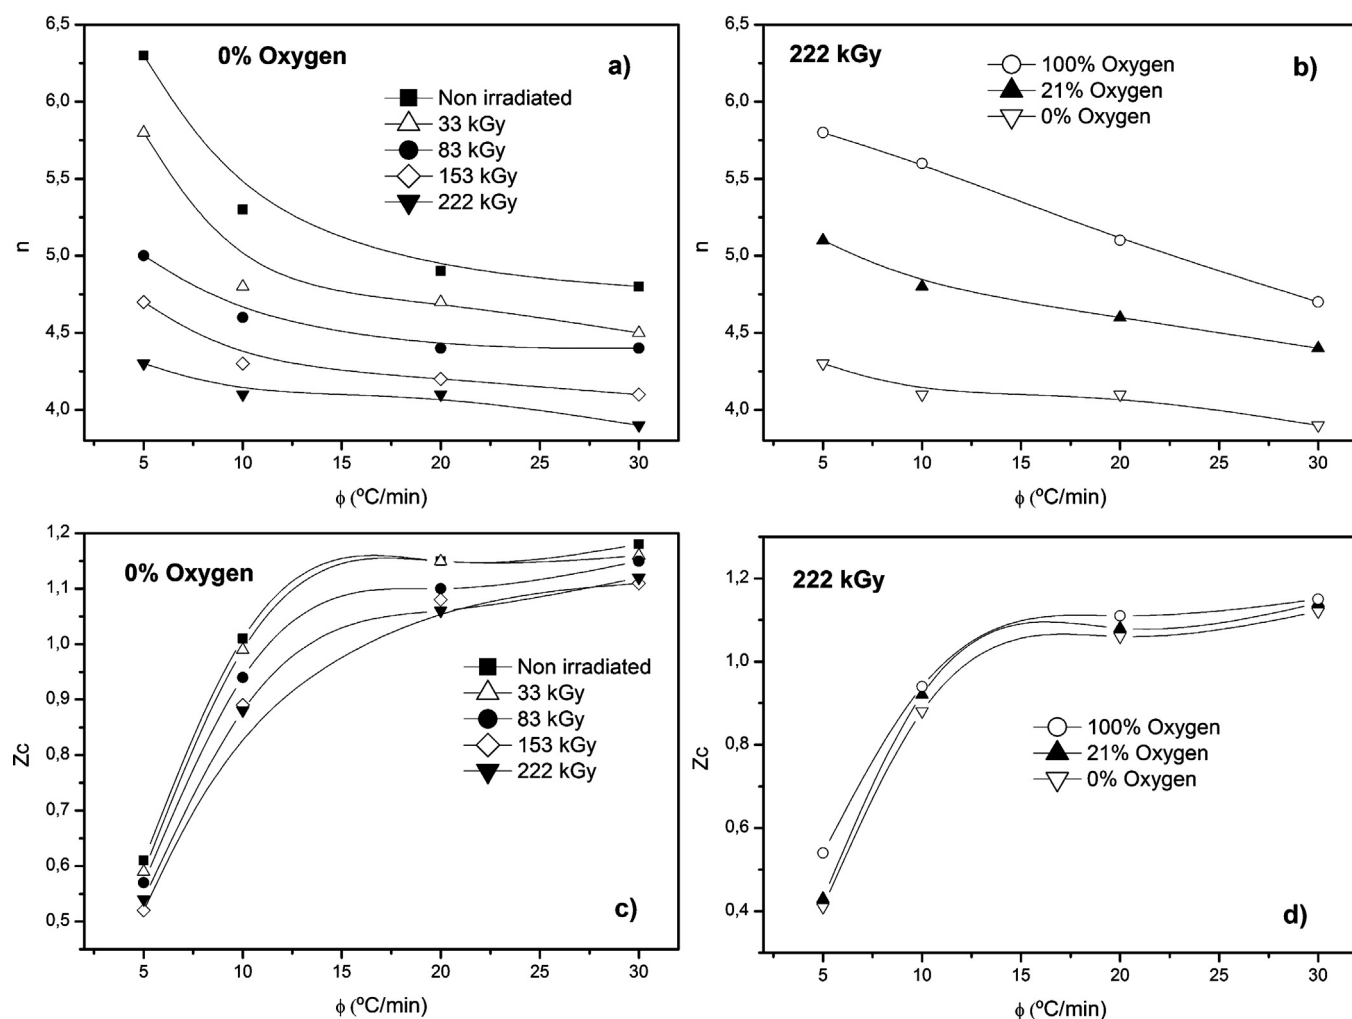 0% Oxygen
a)
Non irradiated
33 kGy
83 kGy
153 kGy
222 kGy
6,5
6,0
5,5
5,0
4,5
4,0
n
5 10 15 20 25 30
ϕ (ºC/min)
222 kGy
b)
100% Oxygen
21% Oxygen
0% Oxygen
6,5
6,0
5,5
5,0
4,5
4,0
n
5 10 15 20 25 30
ϕ (ºC/min)
0% Oxygen
c)
Non irradiated
33 kGy
83 kGy
153 kGy
222 kGy
1,2
1,1
1,0
0,9
0,8
0,7
0,6
0,5
Zc
5 10 15 20 25 30
ϕ (ºC/min)
222 kGy
d)
100% Oxygen
21% Oxygen
0% Oxygen
1,2
1,0
0,8
0,6
0,4
Zc
5 10 15 20 25 30
ϕ (ºC/min)